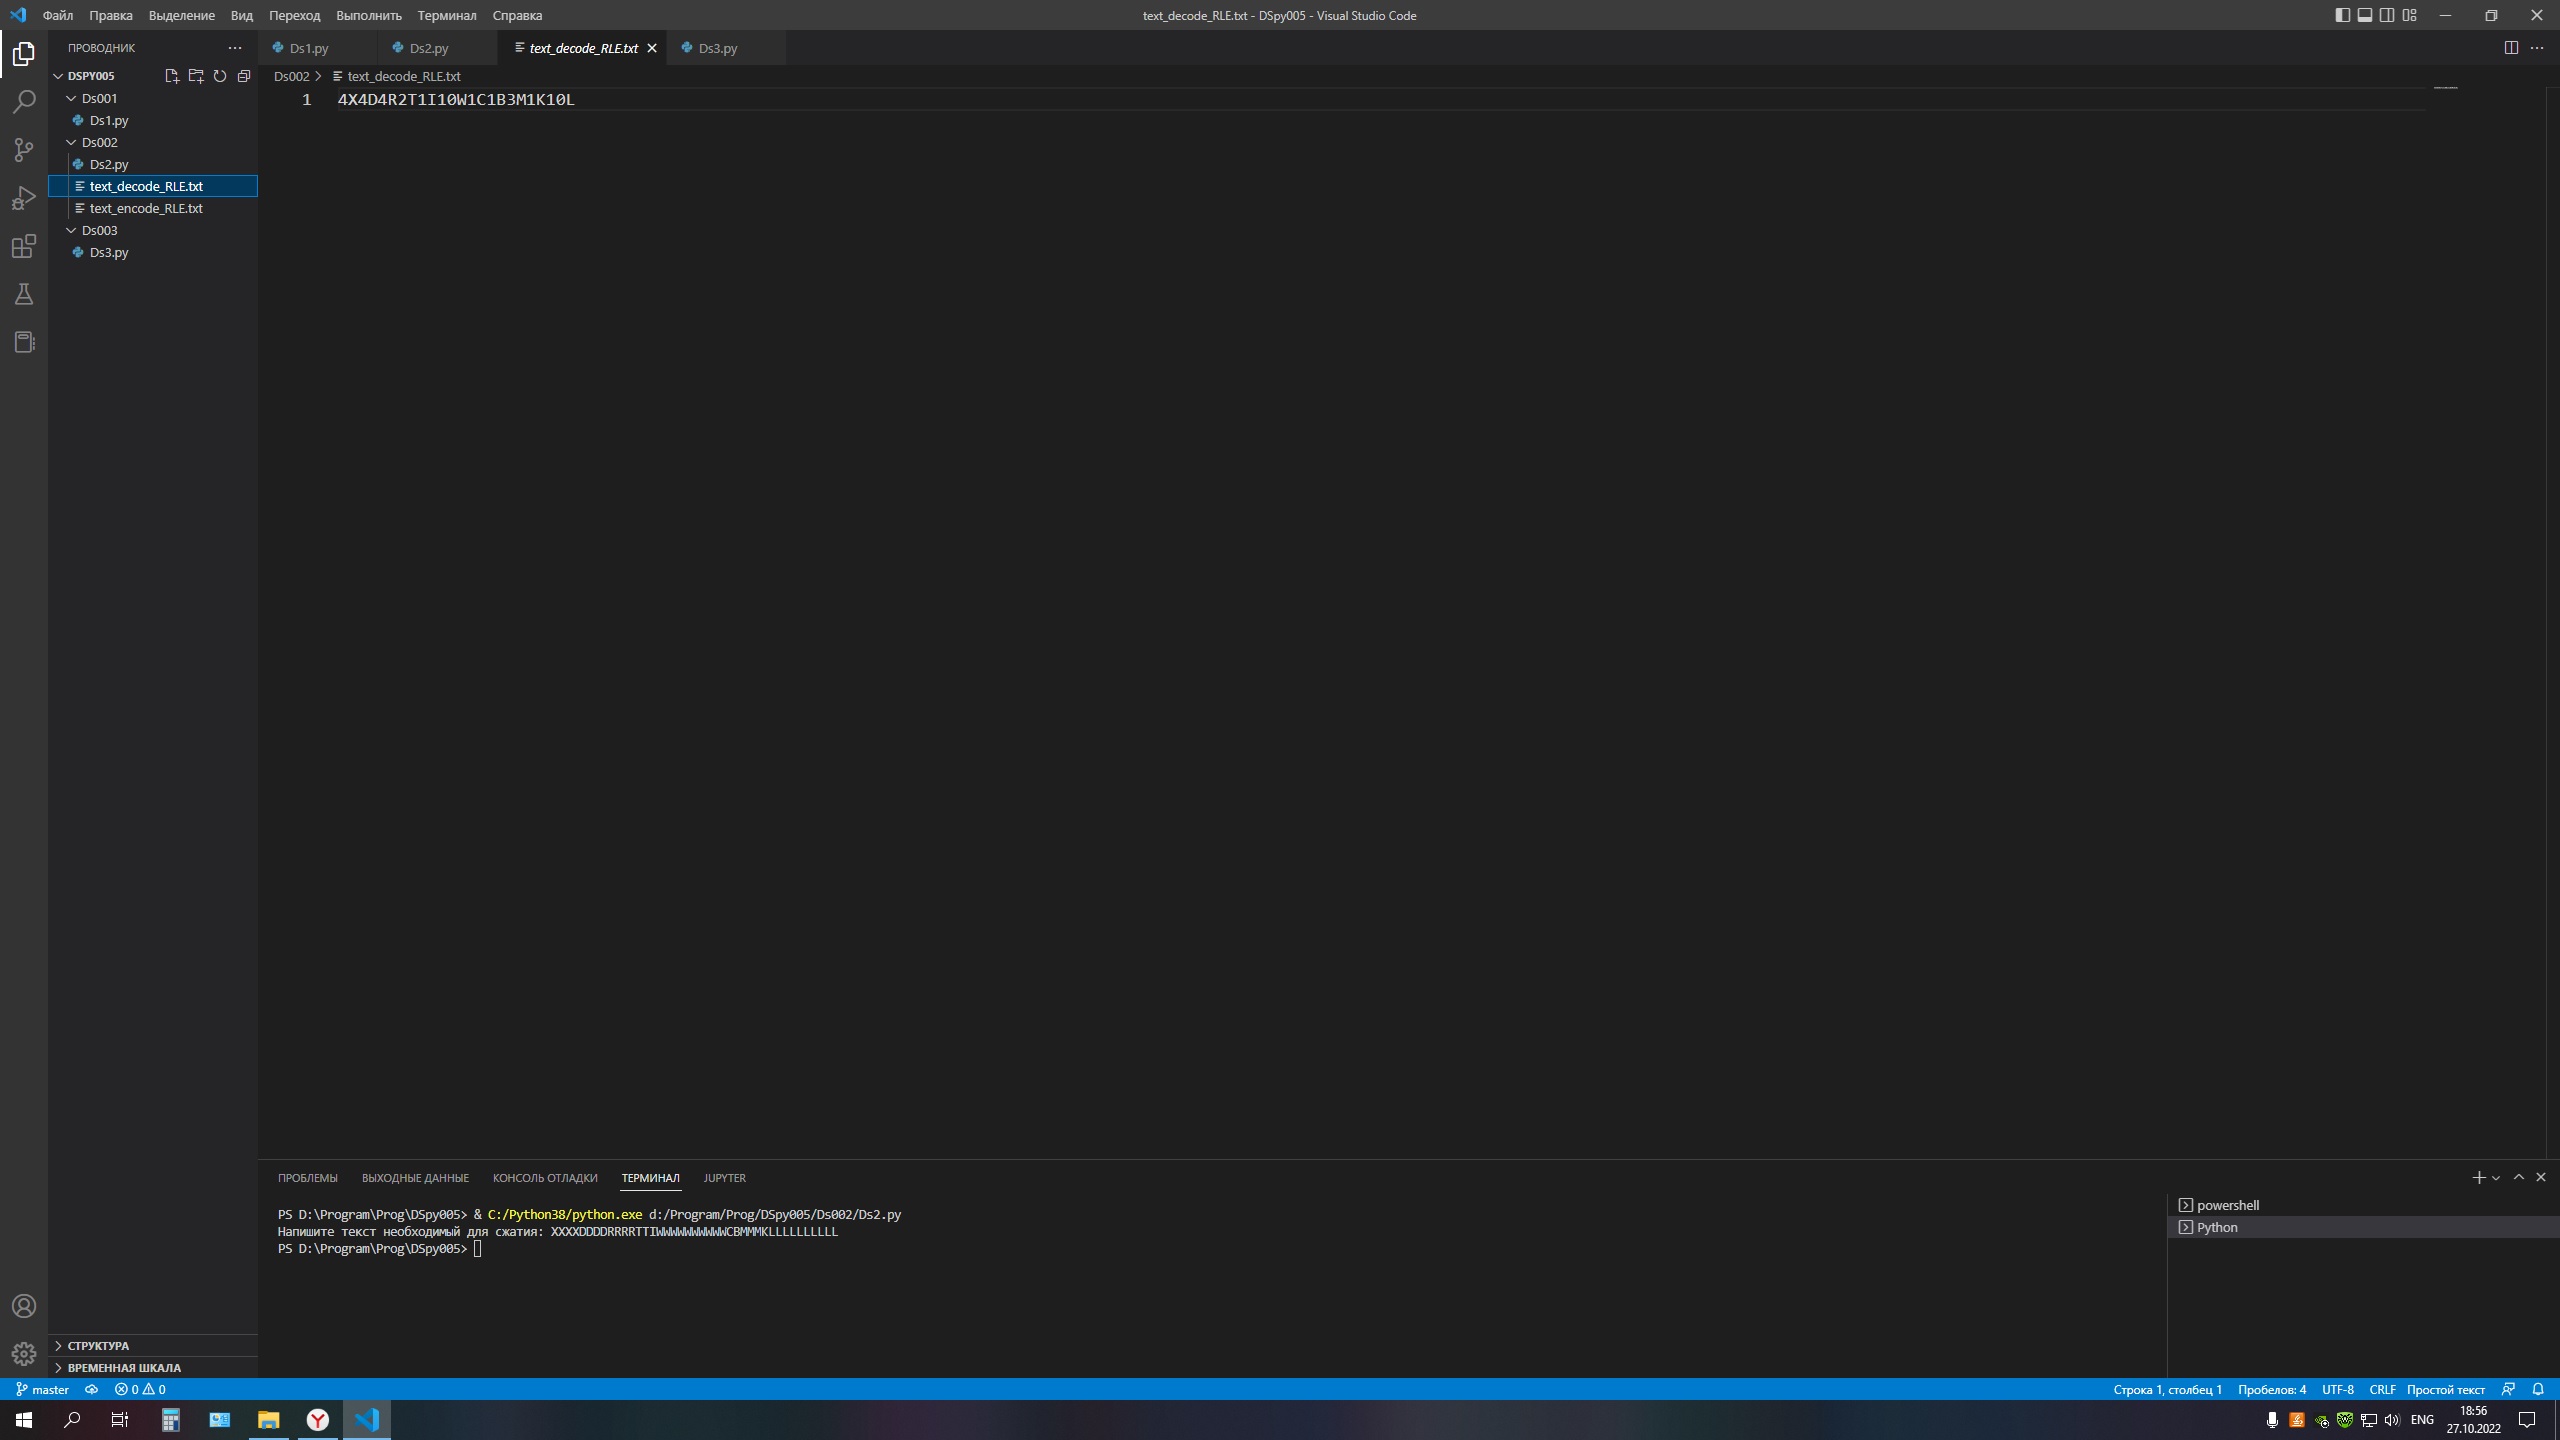 Файл Правка Выделение Вид Переход Выполнить Терминал Справка
text_decode_RLE.txt - DSpy005 - Visual Studio Code
ПРОВОДНИК
DSPY005
Ds001
Ds1.py
Ds002
Ds2.py
text_decode_RLE.txt
text_encode_RLE.txt
Ds003
Ds3.py
СТРУКТУРА
ВРЕМЕННАЯ ШКАЛА
Ds1.py Ds2.py text_decode_RLE.txt Ds3.py
Ds002 > text_decode_RLE.txt
1 4X4D4R2T1I10W1C1B3M1K10L
ПРОБЛЕМЫ ВЫХОДНЫЕ ДАННЫЕ КОНСОЛЬ ОТЛАДКИ ТЕРМИНАЛ JUPYTER
PS D:\Program\Prog\DSpy005> & C:/Python38/python.exe d:/Program/Prog/DSpy005/Ds002/Ds2.py
Напишите текст необходимый для сжатия: XXXXDDDDRRRRTTIWWWWWWWWWWCBMMMKLLLLLLLLLL
PS D:\Program\Prog\DSpy005>
powershell
Python
master 0 0
Строка 1, столбец 1 Пробелов: 4 UTF-8 CRLF Простой текст
ENG
18:56
27.10.2022